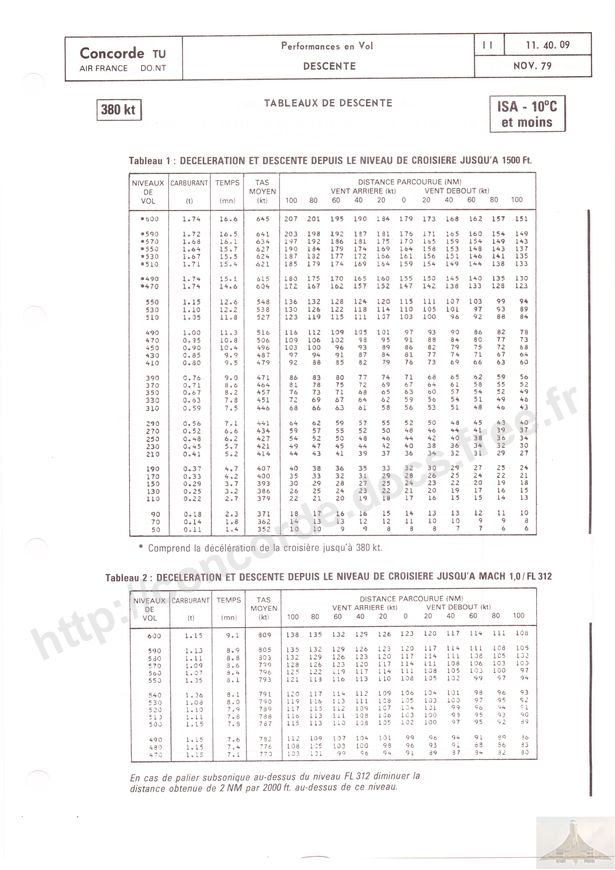 Concorde TU
AIR FRANCE DO.NT
Performances en Vol
DESCENTE
11 11. 40. 09
NOV. 79
380 kt
TABLEAUX DE DESCENTE
ISA - 10°C
et moins
Tableau 1 : DECELERATION ET DESCENTE DEPUIS LE NIVEAU DE CROISIERE JUSQU'A 1500 Ft.
NIVEAUX DE VOL CARBURANT (t) TEMPS (mn) TAS MOYEN (kt) DISTANCE PARCOURUE (NM)
VENT ARRIERE (kt) VENT DEBOUT (kt)
100 80 60 40 20 0 20 40 60 80 100
*600 1.74 16.6 645 207 201 195 190 184 179 173 168 162 157 151
*590 1.72 16.5 641 203 198 192 187 181 176 171 165 160 154 149
*570 1.68 16.1 634 197 192 186 181 175 170 165 159 154 149 143
*550 1.64 15.7 627 190 184 179 174 169 164 158 153 148 143 137
*530 1.67 15.5 624 187 182 177 172 166 161 156 151 146 141 135
*510 1.71 15.4 621 185 179 174 169 164 159 154 149 144 138 133
*490 1.74 15.1 615 180 175 170 165 160 155 150 145 140 135 130
*470 1.74 14.6 604 172 167 162 157 152 147 142 138 133 128 123
550 1.15 12.6 548 136 132 128 124 120 115 111 107 103 99 94
530 1.10 12.2 538 130 126 122 118 114 110 105 101 97 93 89
510 1.05 11.8 527 123 119 115 111 107 103 100 96 92 88 84
490 1.00 11.3 516 116 112 109 105 101 97 93 90 86 82 78
470 0.95 10.8 506 109 106 102 98 95 91 88 84 80 77 73
450 0.90 10.4 496 103 100 96 93 89 86 82 79 75 72 68
430 0.85 9.9 487 97 94 91 87 84 81 77 74 71 67 64
410 0.80 9.5 479 92 88 85 82 79 76 73 69 66 63 60
390 0.76 9.0 471 86 83 80 77 74 71 68 65 62 59 56
370 0.71 8.6 464 81 78 75 72 69 67 64 61 58 55 52
350 0.67 8.2 457 76 73 71 68 65 63 60 57 54 52 49
330 0.63 7.8 451 72 69 67 64 62 59 56 54 51 49 46
310 0.59 7.5 446 68 66 63 61 58 56 53 51 48 46 43
290 0.56 7.1 441 64 62 59 57 55 52 50 48 45 43 40
270 0.52 6.6 434 59 57 55 52 50 48 46 44 41 39 37
250 0.48 6.2 427 54 52 50 48 46 44 42 40 38 36 34
230 0.45 5.7 421 49 47 45 44 42 40 38 36 34 32 30
210 0.41 5.2 414 44 43 41 39 37 36 34 32 31 29 27
190 0.37 4.7 407 40 38 36 35 33 32 30 29 27 25 24
170 0.33 4.2 400 35 33 32 31 29 28 26 25 24 22 21
150 0.29 3.7 393 30 29 28 27 25 24 23 22 20 19 18
130 0.25 3.2 386 26 25 24 23 22 21 20 19 17 16 15
110 0.22 2.7 379 22 21 20 19 18 17 16 15 15 14 13
90 0.18 2.3 371 18 17 16 16 15 14 13 13 12 11 10
70 0.14 1.8 362 14 13 13 12 12 11 10 10 9 9 8
50 0.11 1.4 352 10 10 9 9 8 8 8 7 7 6 6
* Comprend la décélération de la croisière jusqu'à 380 kt.
Tableau 2 : DECELERATION ET DESCENTE DEPUIS LE NIVEAU DE CROISIERE JUSQU'A MACH 1,0 / FL 312
NIVEAUX DE VOL CARBURANT (t) TEMPS (mn) TAS MOYEN (kt) DISTANCE PARCOURUE (NM)
VENT ARRIERE (kt) VENT DEBOUT (kt)
100 80 60 40 20 0 20 40 60 80 100
600 1.15 9.1 809 138 135 132 129 126 123 120 117 114 111 108
590 1.13 8.9 805 135 132 129 126 123 120 117 114 111 108 105
580 1.11 8.8 803 132 129 126 123 120 117 114 111 108 105 102
570 1.09 8.6 799 128 126 123 120 117 114 111 108 106 103 100
560 1.07 8.4 796 125 122 119 117 114 111 108 105 103 100 97
550 1.35 8.1 793 121 118 116 113 110 108 105 102 99 97 94
540 1.36 8.1 791 120 117 114 112 109 106 104 101 98 96 93
530 1.08 8.0 790 119 116 113 111 108 105 103 100 97 95 92
520 1.10 7.9 789 117 115 112 109 107 104 101 99 96 94 91
510 1.11 7.8 788 116 113 111 108 106 103 100 98 95 93 90
500 1.15 7.8 787 115 113 110 108 105 102 100 97 95 92 89
490 1.15 7.6 782 112 109 107 104 101 99 96 94 91 89 86
480 1.15 7.4 776 108 105 103 100 98 96 93 91 88 86 83
470 1.15 7.1 770 103 101 99 96 94 91 89 87 84 82 80
En cas de palier subsonique au-dessus du niveau FL 312 diminuer la
distance obtenue de 2 NM par 2000 ft. au-dessus de ce niveau.
http://concorde.docs.free.fr